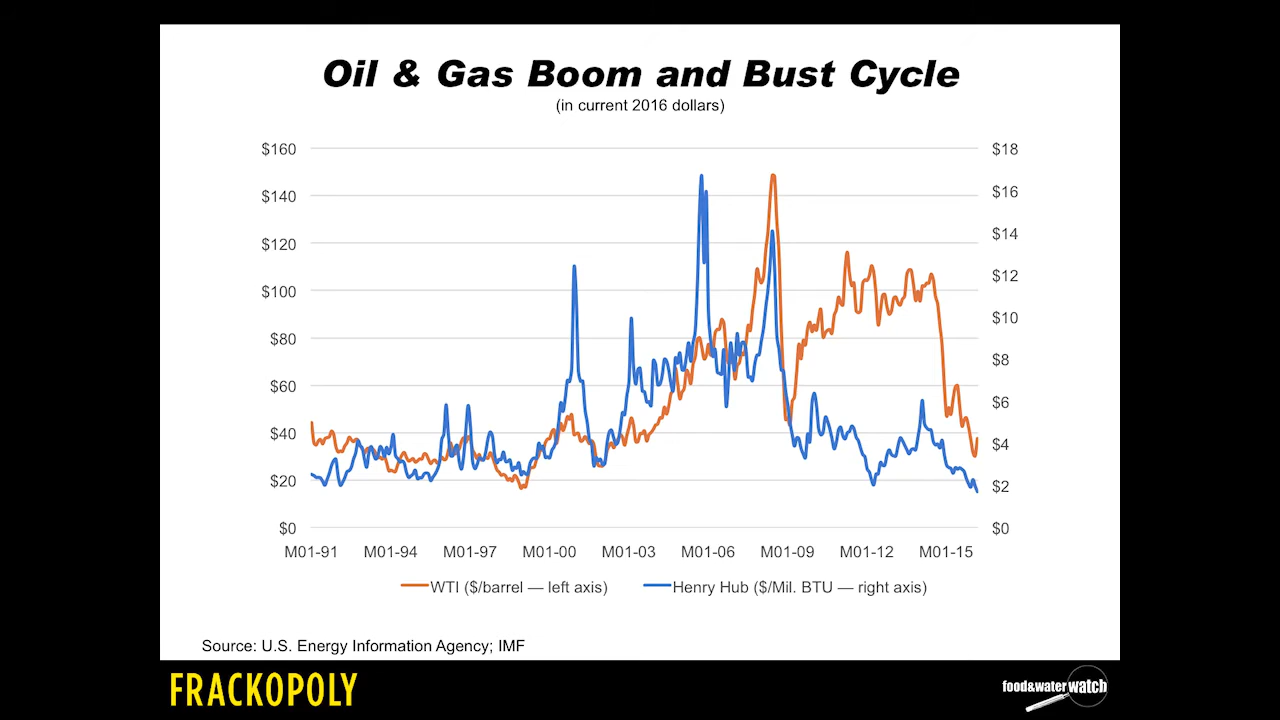 Oil & Gas Boom and Bust Cycle
(in current 2016 dollars)
$160
$140
$120
$100
$80
$60
$40
$20
$0
$18
$16
$14
$12
$10
$8
$6
$4
$2
$0
M01-91 M01-94 M01-97 M01-00 M01-03 M01-06 M01-09 M01-12 M01-15
WTI ($/barrel — left axis) Henry Hub ($/Mil. BTU — right axis)
Source: U.S. Energy Information Agency; IMF
FRACKOPOLY
food&waterwatch